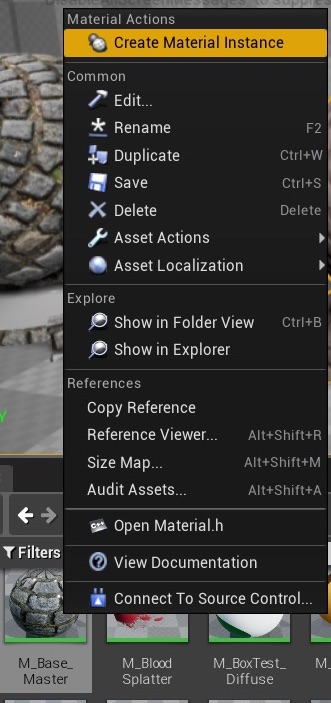 Material Actions
Create Material Instance
Common
Edit...
Rename F2
Duplicate Ctrl+W
Save Ctrl+S
Delete Delete
Asset Actions
Asset Localization
Explore
Show in Folder View Ctrl+B
Show in Explorer
References
Copy Reference
Reference Viewer... Alt+Shift+R
Size Map... Alt+Shift+M
Audit Assets... Alt+Shift+A
Open Material.h
Filters
View Documentation
Connect To Source Control...
M_Base_ M_Blood M_BoxTest_
Master Splatter Diffuse